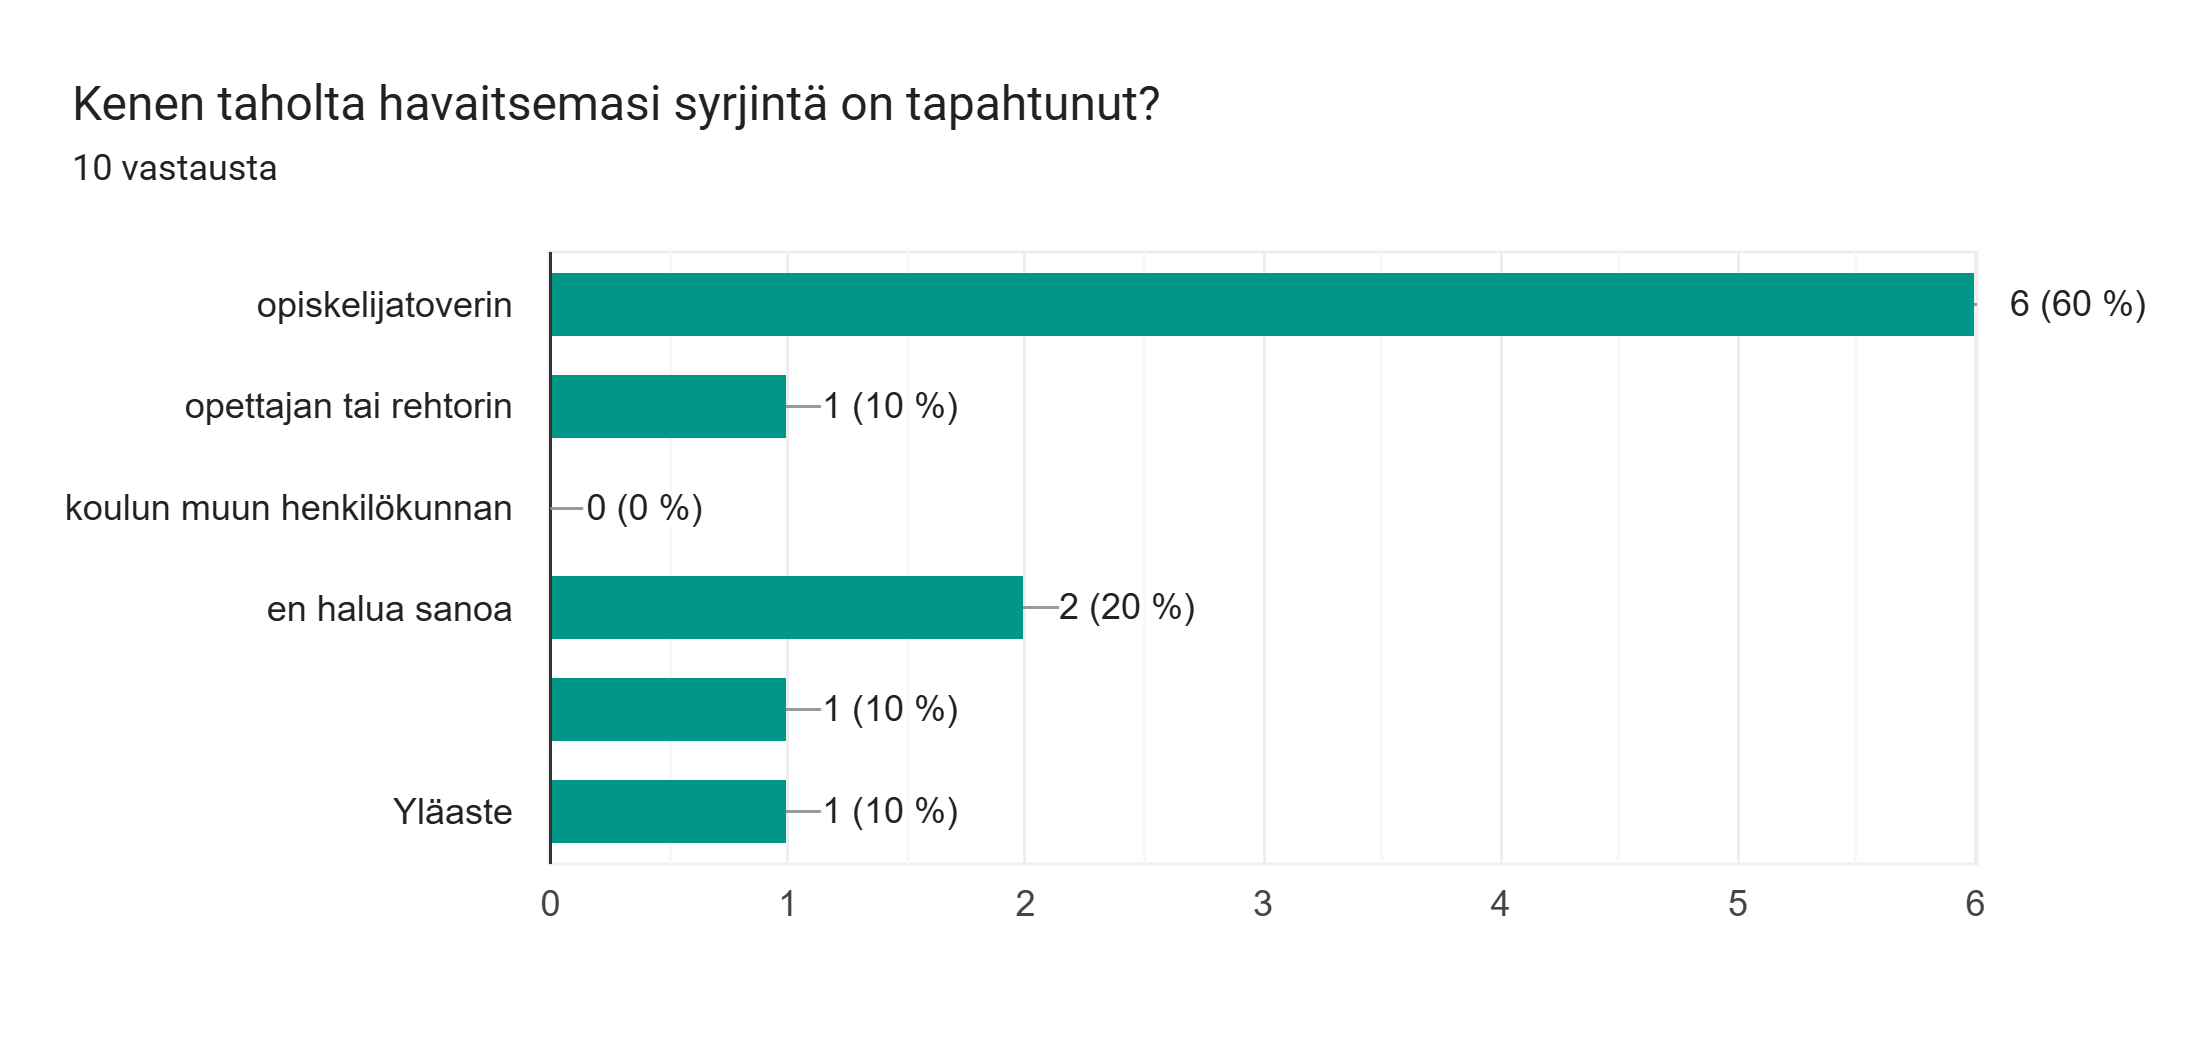 Kenen taholta havaitsemasi syrjintä on tapahtunut?
10 vastausta
opiskelijatoverin 6 (60 %)
opettajan tai rehtorin 1 (10 %)
koulun muun henkilökunnan 0 (0 %)
en halua sanoa 2 (20 %)
1 (10 %)
Yläaste 1 (10 %)
0 1 2 3 4 5 6